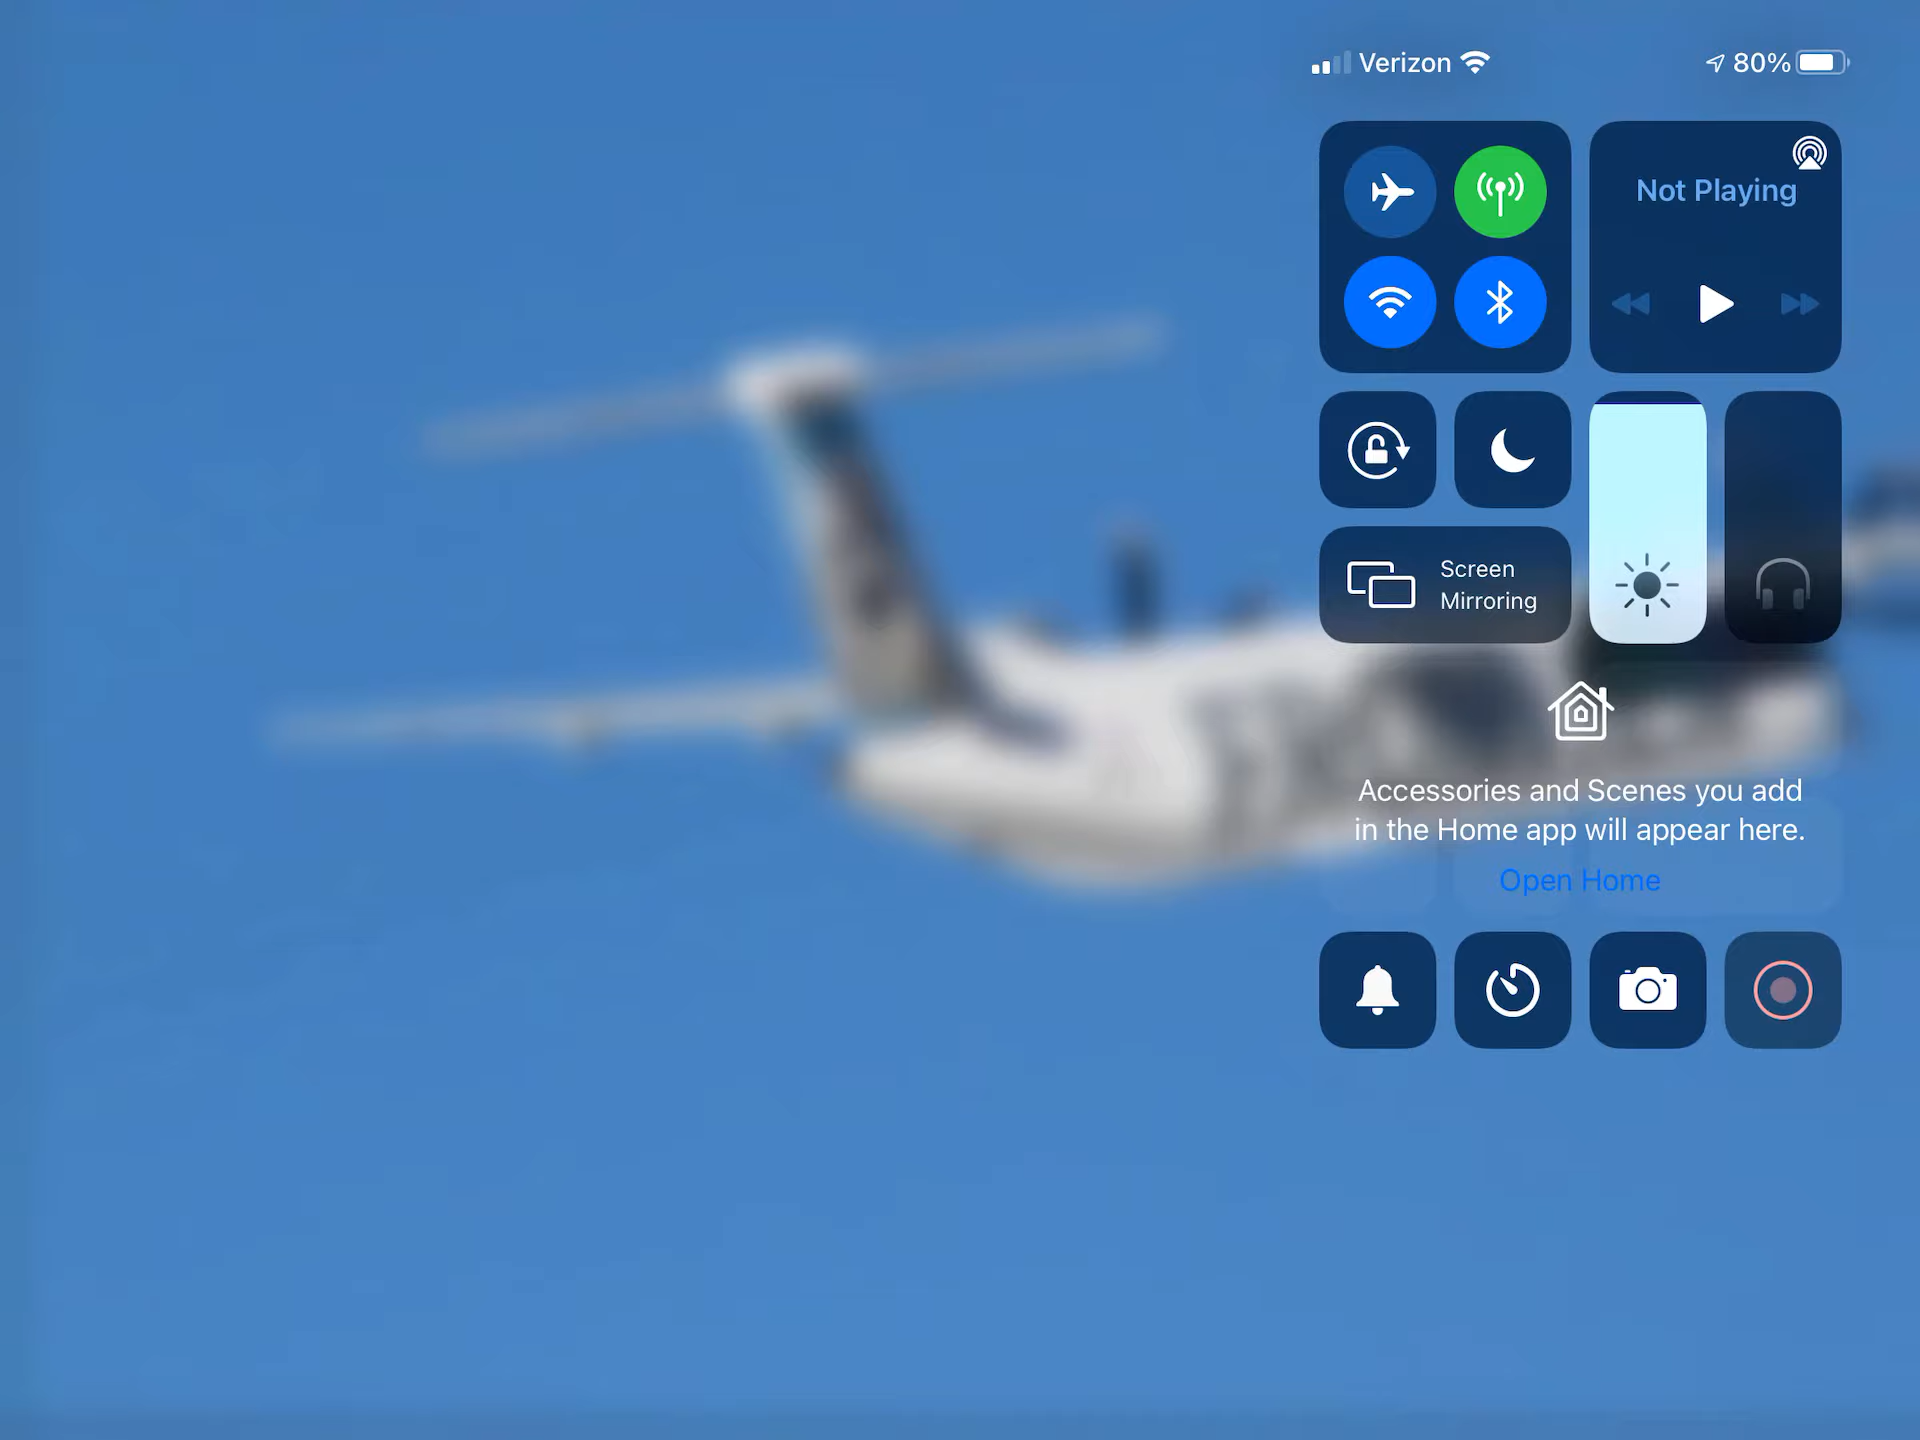 Verizon
80%
Not Playing
Screen
Mirroring
Accessories and Scenes you add
in the Home app will appear here.
Open Home